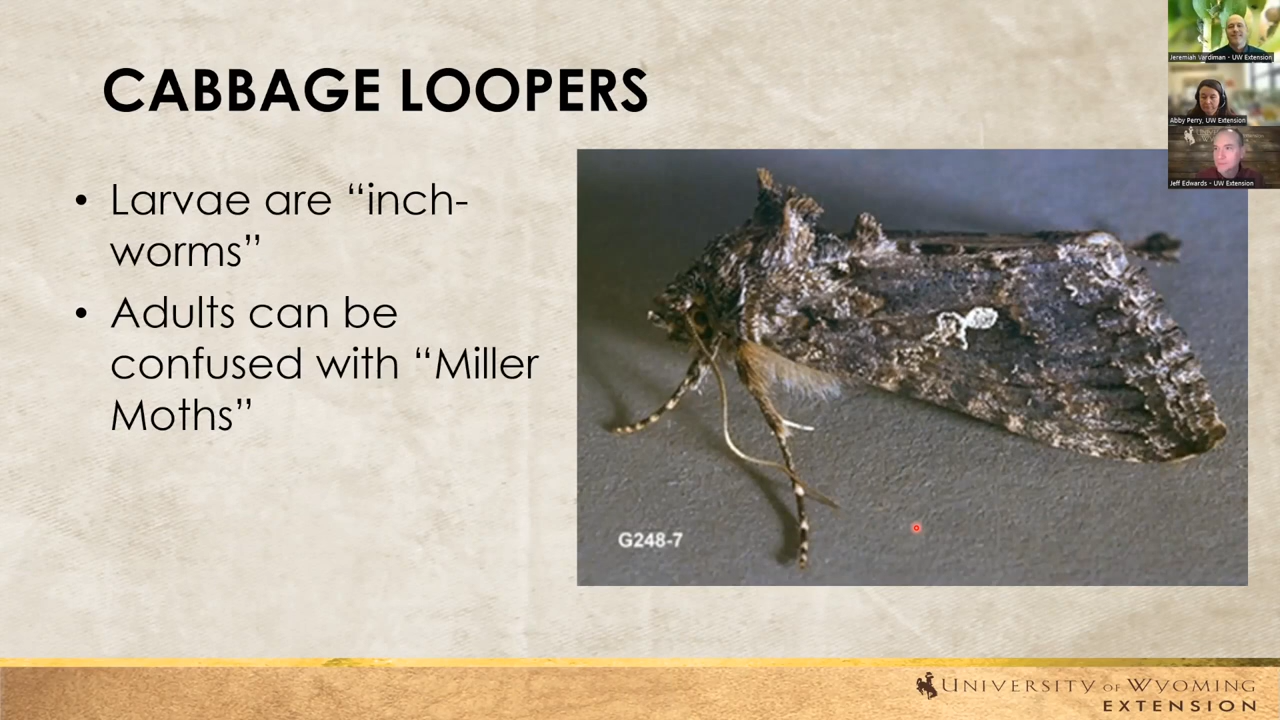 CABBAGE LOOPERS
• Larvae are “inch-
worms”
• Adults can be
confused with “Miller
Moths”
G248-7
Jeremiah Vardiman - UW Extension
Abby Perry, UW Extension
Jeff Edwards - UW Extension
UNIVERSITY OF WYOMING
EXTENSION